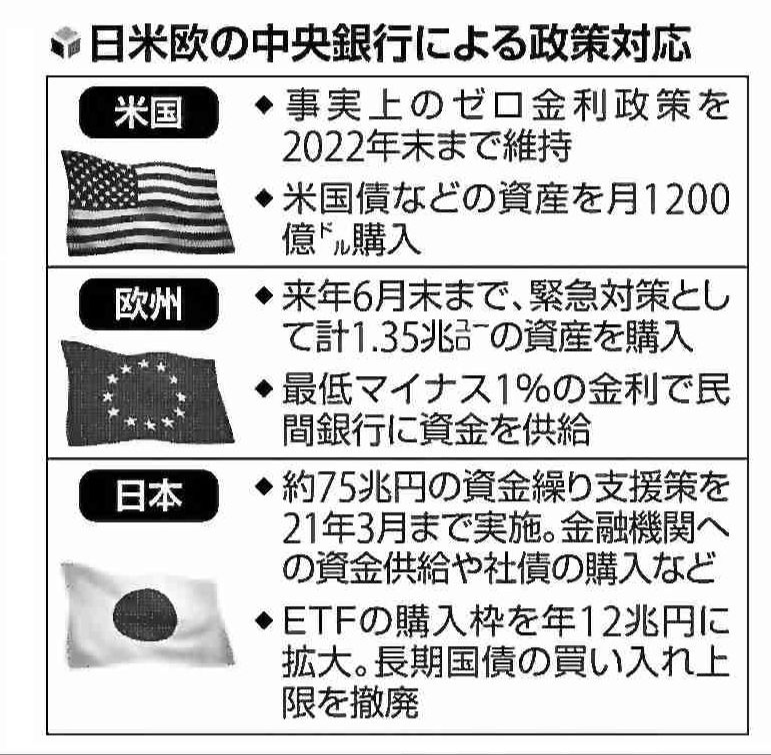 日米欧の中央銀行による政策対応
米国
◆事実上のゼロ金利政策を
2022年末まで維持
◆米国債などの資産を月1200
億㌦購入
欧州
◆来年6月末まで、緊急対策とし
て計1.35兆㍻の資産を購入
◆最低マイナス1%の金利で民
間銀行に資金を供給
日本
◆約75兆円の資金繰り支援策を
21年3月まで実施。金融機関へ
の資金供給や社債の購入など
◆ETFの購入枠を年12兆円に
拡大。長期国債の買い入れ上
限を撤廃